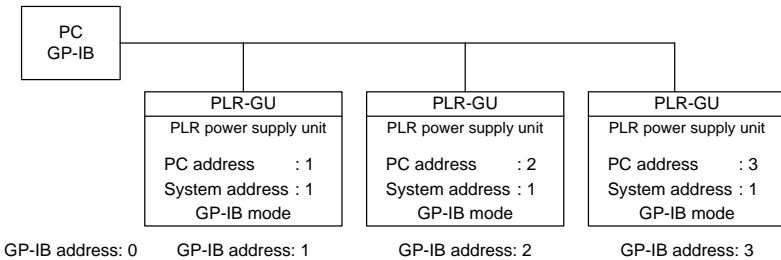 PC
GP-IB
PLR-GU
PLR power supply unit
PC address : 1
System address : 1
GP-IB mode
PLR-GU
PLR power supply unit
PC address : 2
System address : 1
GP-IB mode
PLR-GU
PLR power supply unit
PC address : 3
System address : 1
GP-IB mode
GP-IB address: 0
GP-IB address: 1
GP-IB address: 2
GP-IB address: 3